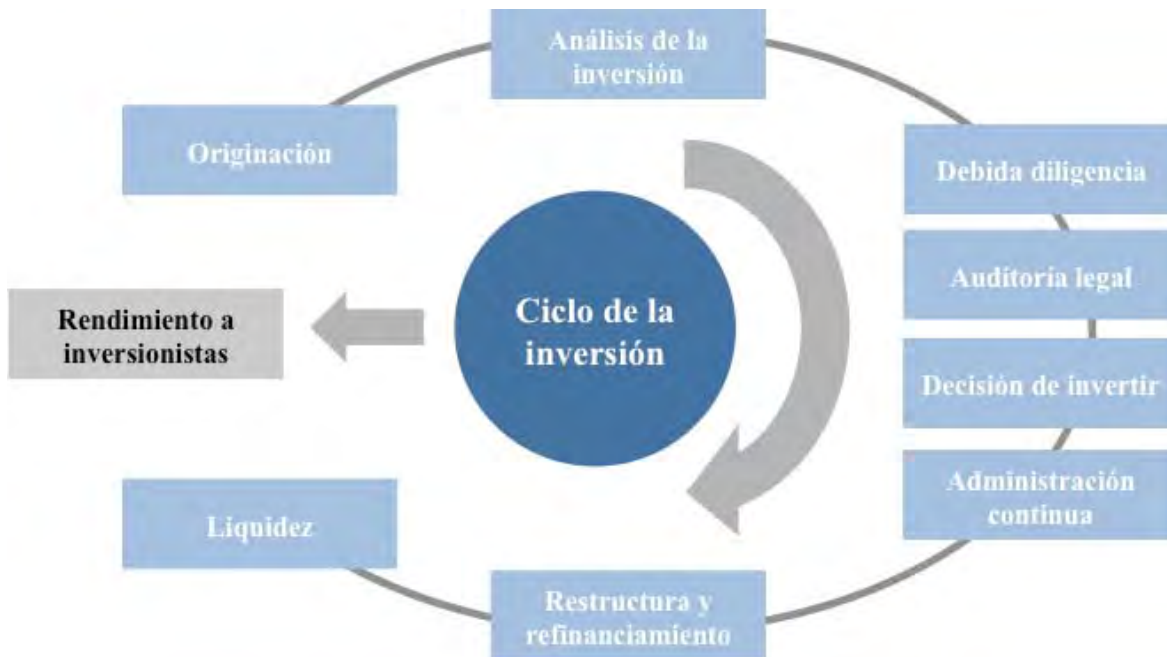 Análisis de la
inversión
Originación
Debida diligencia
Auditoría legal
Decisión de invertir
Administración
continua
Ciclo de la
inversión
Rendimiento a
inversionistas
Liquidez
Restructura y
refinanciamiento